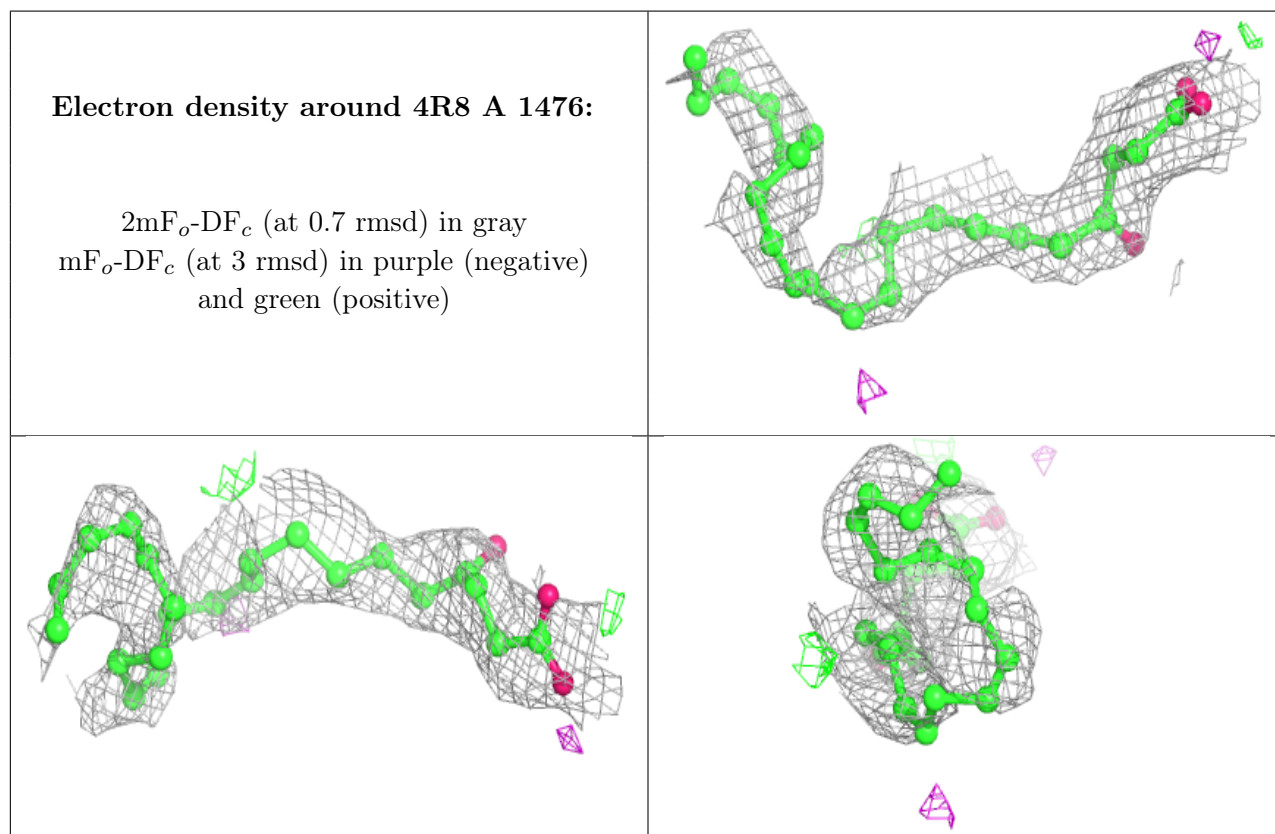 Electron density around 4R8 A 1476:
2mFₒ-DF𝒸 (at 0.7 rmsd) in gray
mFₒ-DF𝒸 (at 3 rmsd) in purple (negative)
and green (positive)